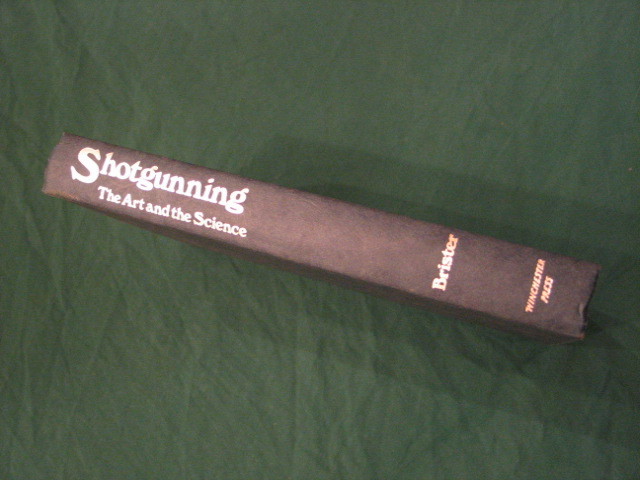 Shotgunning
The Art and the Science
Brister
WINCHESTER
PRESS